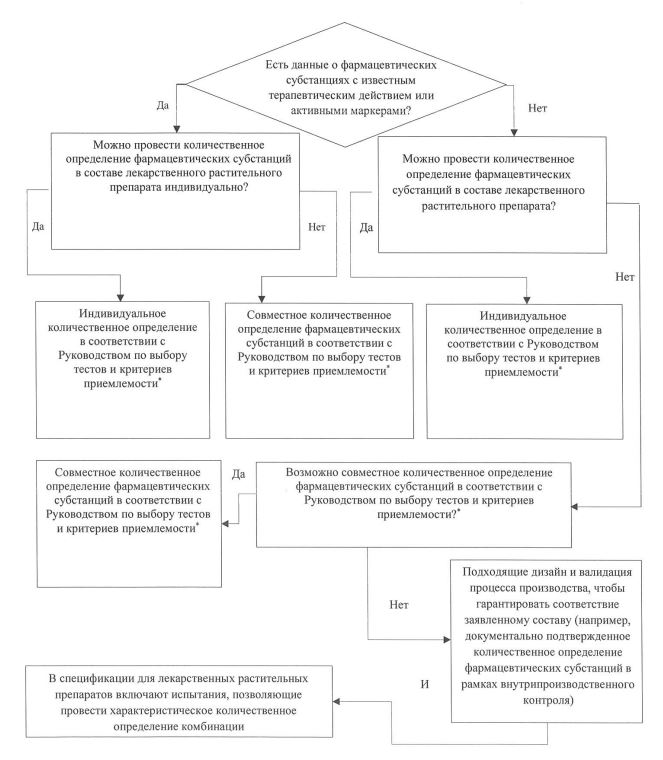 Есть данные о фармацевтических
субстанциях с известным
терапевтическим действием или
активными маркерами?
Да
Нет
Можно провести количественное
определение фармацевтических субстанций
в составе лекарственного растительного
препарата индивидуально?
Можно провести количественное
определение фармацевтических
субстанций в составе лекарственного
растительного препарата?
Да
Нет
Да
Нет
Индивидуальное
количественное определение
в соответствии с
Руководством по выбору
тестов и критериев
приемлемости*
Совместное количественное
определение фармацевтических
субстанций в соответствии с
Руководством по выбору тестов
и критериев приемлемости*
Индивидуальное
количественное определение в
соответствии с Руководством
по выбору тестов и критериев
приемлемости*
Совместное количественное
определение фармацевтических
субстанций в соответствии с
Руководством по выбору тестов
и критериев приемлемости*
Да
Возможно совместное количественное определение
фармацевтических субстанций в соответствии с
Руководством по выбору тестов и критериев
приемлемости?*
Нет
Подходящие дизайн и валидация
процесса производства, чтобы
гарантировать соответствие
заявленному составу (например,
документально подтвержденное
количественное определение
фармацевтических субстанций в
рамках внутрипроизводственного
контроля)
И
В спецификации для лекарственных растительных
препаратов включают испытания, позволяющие
провести характеристическое количественное
определение комбинации